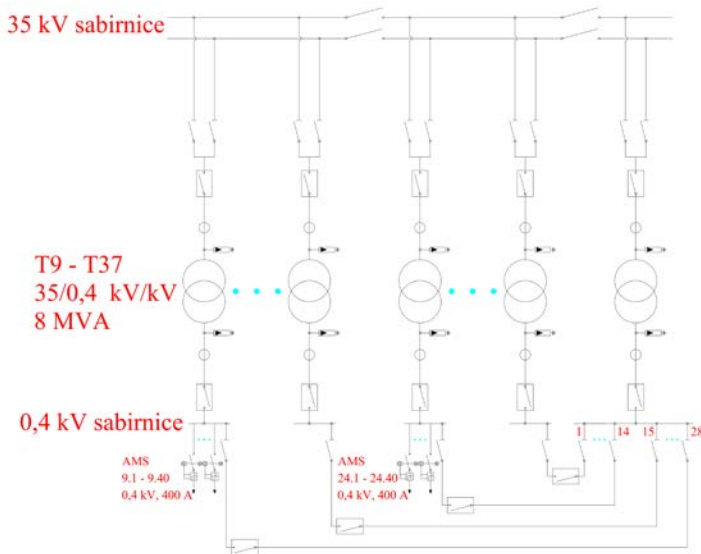 35 kV sabirnice
T9 - T37
35/0,4 kV/kV
8 MVA
0,4 kV sabirnice
1 14 15 28
AMS
9.1 - 9.40
0,4 kV, 400 A
AMS
24.1 - 24.40
0,4 kV, 400 A